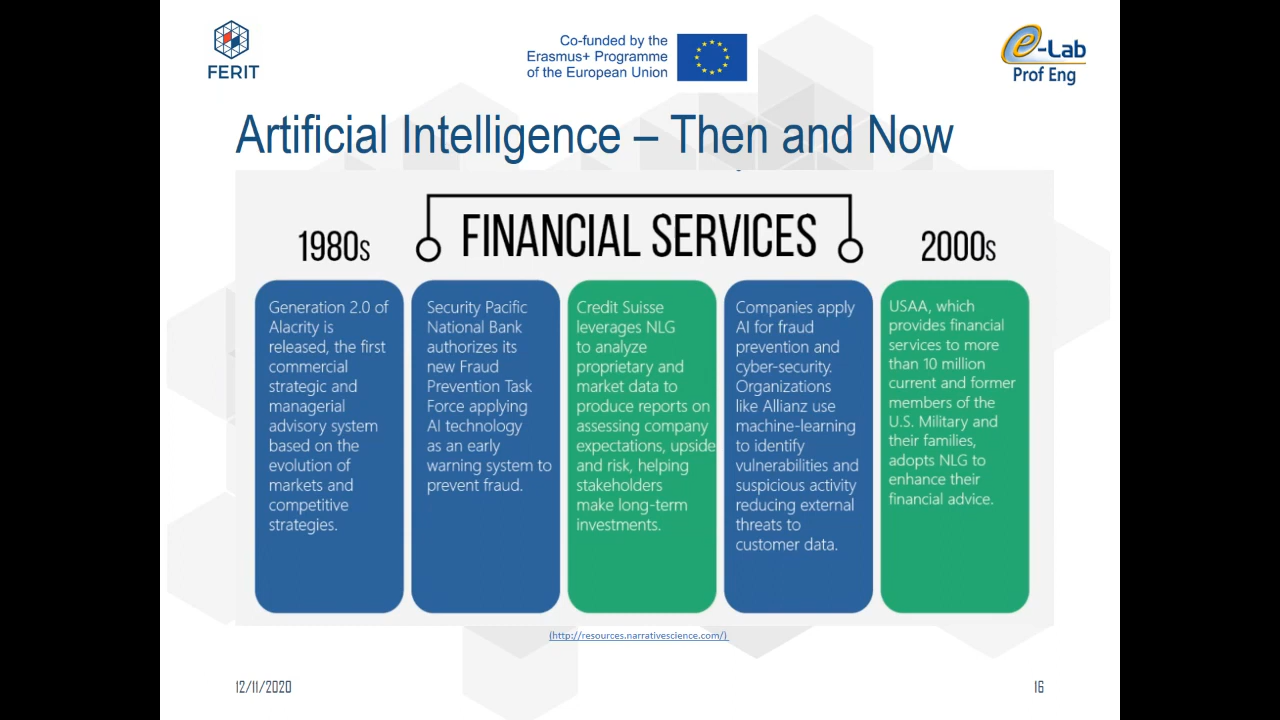 FERIT
Co-funded by the
Erasmus+ Programme
of the European Union
e-Lab
Prof Eng
Artificial Intelligence – Then and Now
1980s
FINANCIAL SERVICES
2000s
Generation 2.0 of
Alacrity is
released, the first
commercial
strategic and
managerial
advisory system
based on the
evolution of
markets and
competitive
strategies.
Security Pacific
National Bank
authorizes its
new Fraud
Prevention Task
Force applying
AI technology
as an early
warning system to
prevent fraud.
Credit Suisse
leverages NLG
to analyze
proprietary and
market data to
produce reports on
assessing company
expectations, upside
and risk, helping
stakeholders
make long-term
investments.
Companies apply
AI for fraud
prevention and
cyber-security.
Organizations
like Allianz use
machine-learning
to identify
vulnerabilities and
suspicious activity
reducing external
threats to
customer data.
USAA, which
provides financial
services to more
than 10 million
current and former
members of the
U.S. Military and
their families,
adopts NLG to
enhance their
financial advice.
(http://resources.narrativescience.com/)
12/11/2020
16